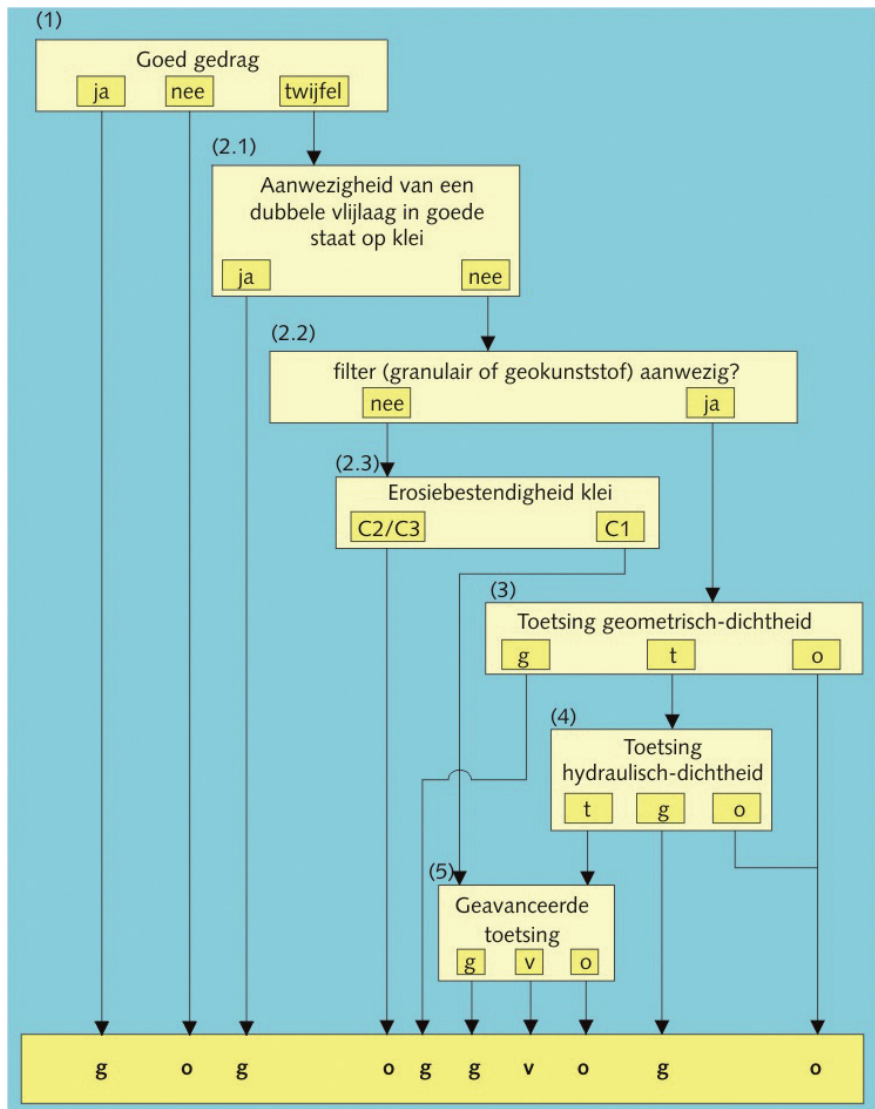 (1)
Goed gedrag
ja nee twijfel
(2.1)
Aanwezigheid van een
dubbele vlijlaag in goede
staat op klei
ja nee
(2.2)
filter (granulair of geokunststof) aanwezig?
nee ja
(2.3)
Erosiebestendigheid klei
C2/C3 C1
(3)
Toetsing geometrisch-dichtheid
g t o
(4)
Toetsing
hydraulisch-dichtheid
t g o
(5)
Geavanceerde
toetsing
g v o
g o g o g g v o g o